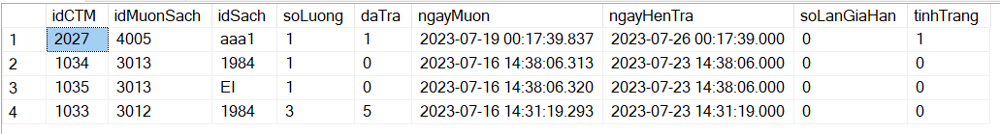 idCTM idMuonSach idSach soLuong daTra ngayMuon ngayHenTra soLanGiaHan tinhTrang
1 2027 4005 aaa1 1 1 2023-07-19 00:17:39.837 2023-07-26 00:17:39.000 0 1
2 1034 3013 1984 1 0 2023-07-16 14:38:06.313 2023-07-23 14:38:06.000 0 0
3 1035 3013 EI 1 0 2023-07-16 14:38:06.320 2023-07-23 14:38:06.000 0 0
4 1033 3012 1984 3 5 2023-07-16 14:31:19.293 2023-07-23 14:31:19.000 0 0